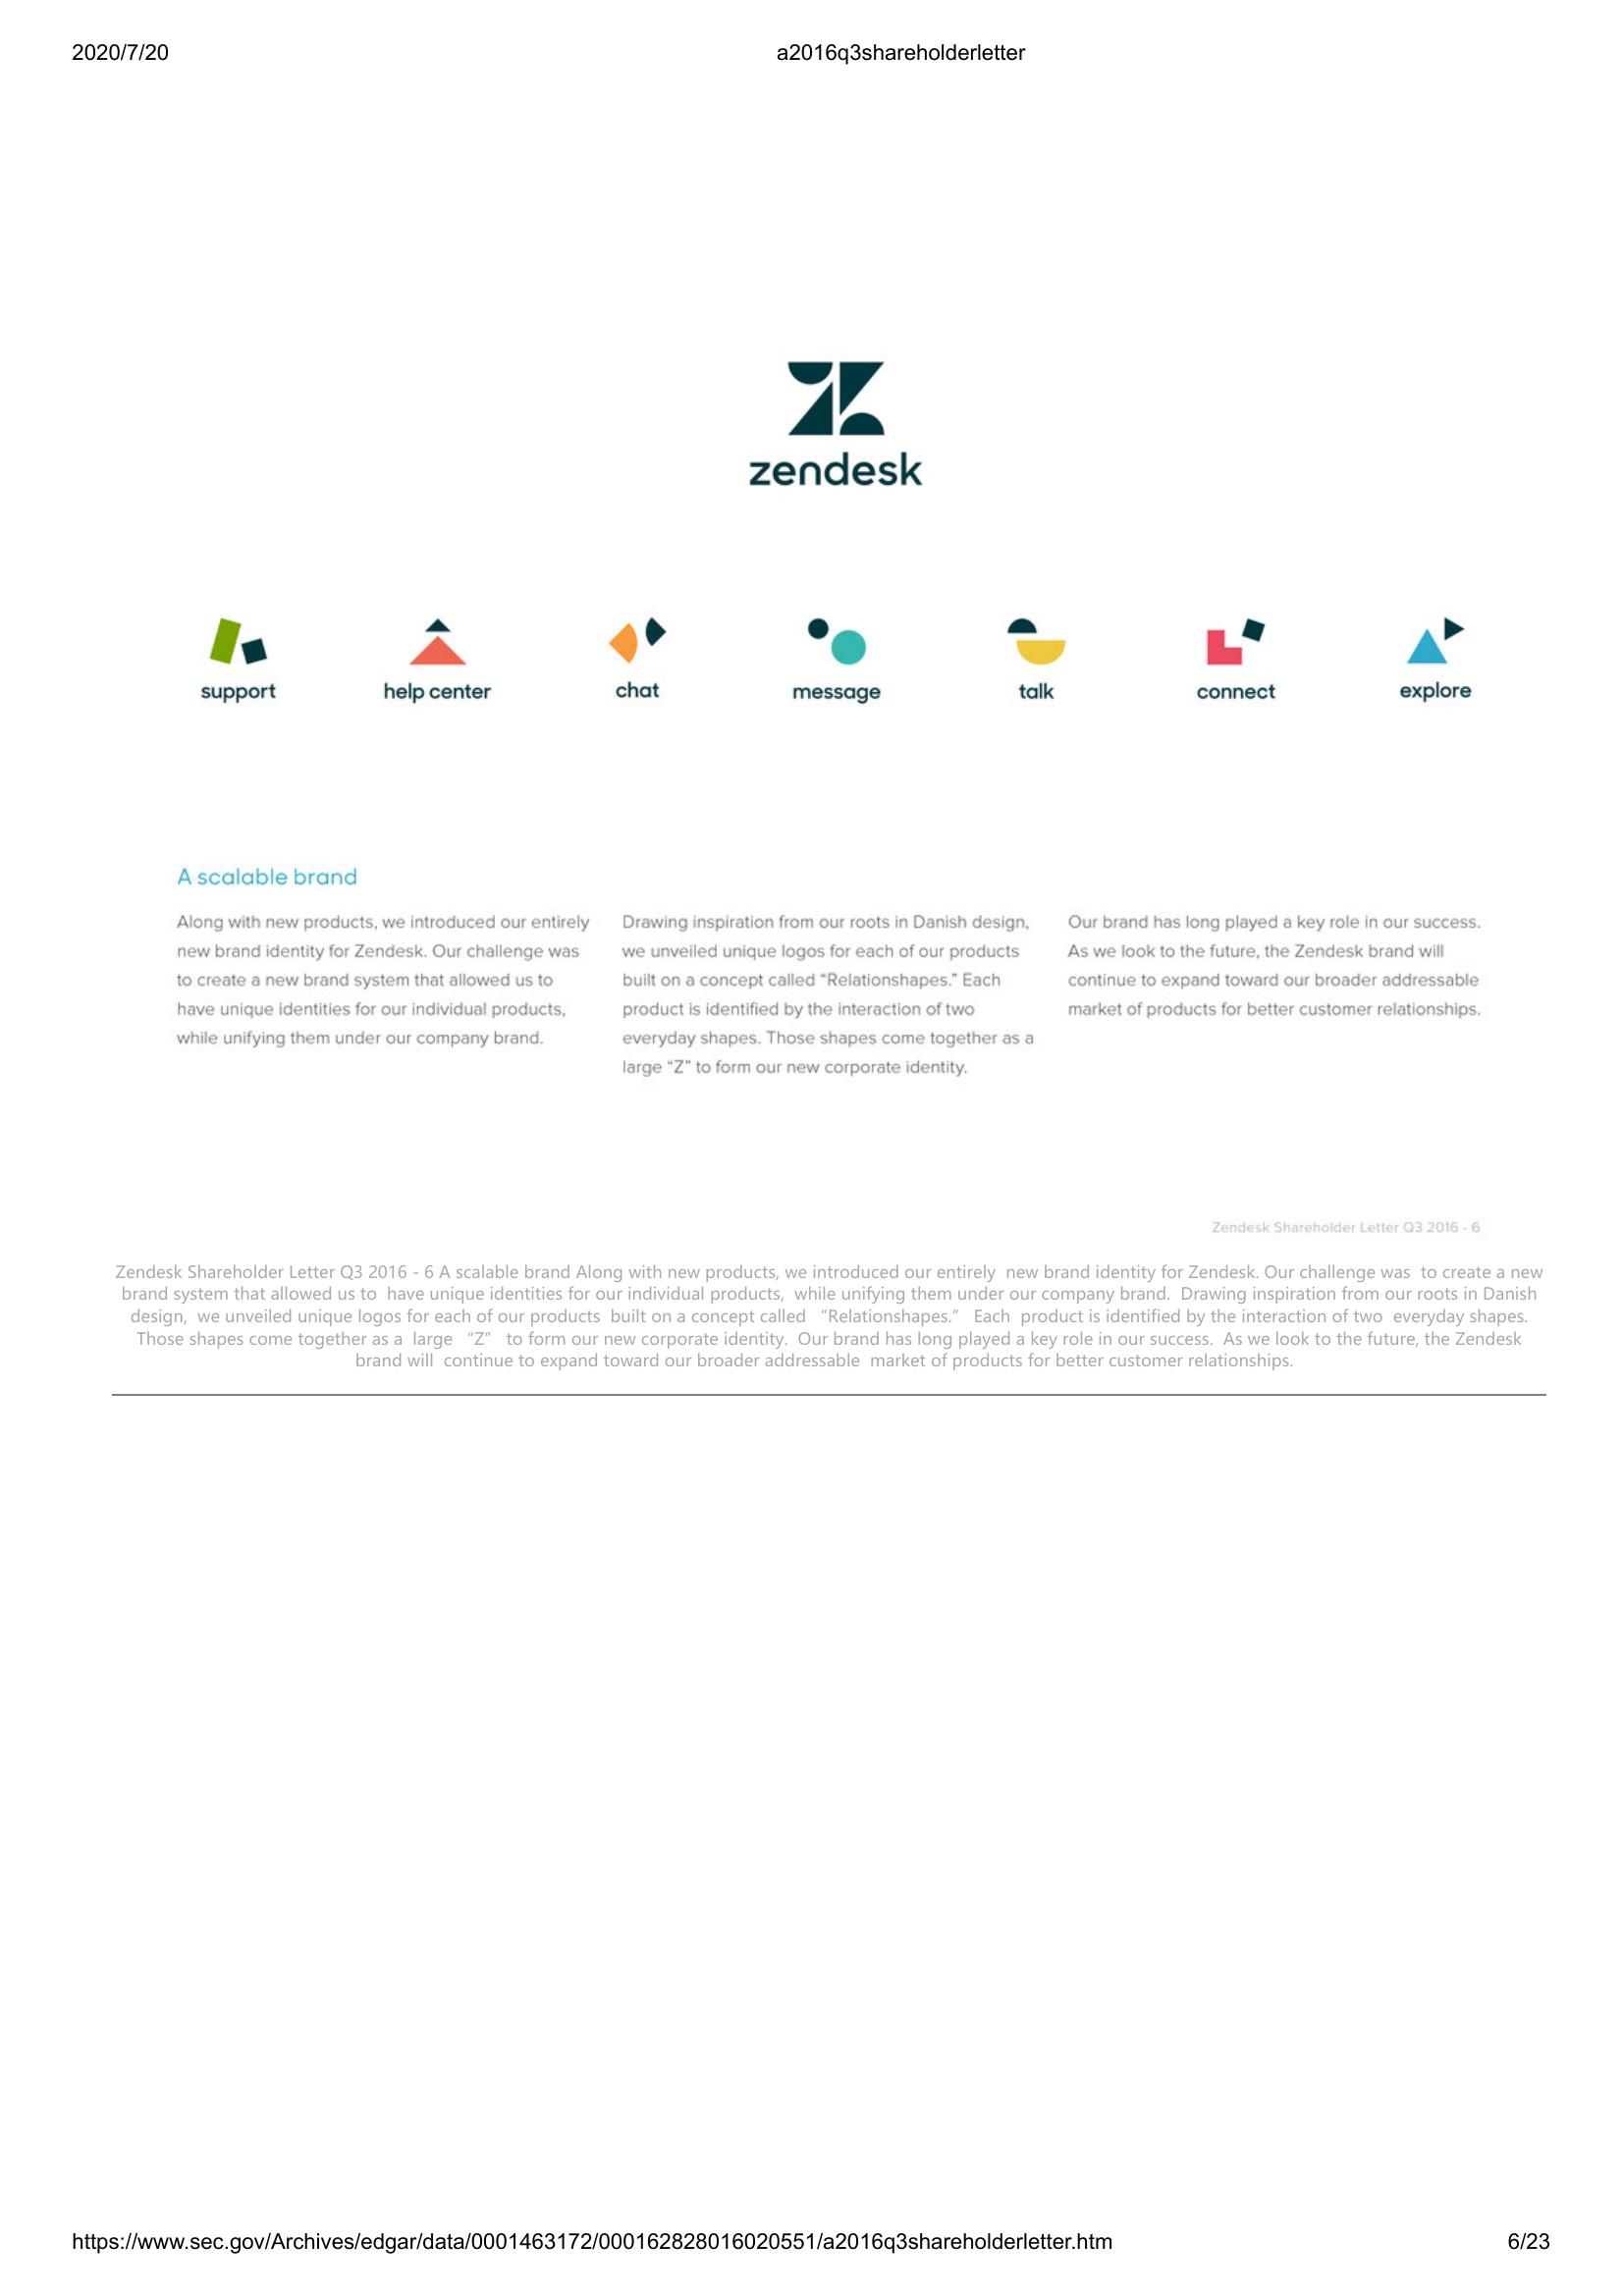 2020/7/20
a2016q3shareholderletter
zendesk
support
help center
chat
message
talk
connect
explore
A scalable brand
Along with new products, we introduced our entirely
new brand identity for Zendesk. Our challenge was
to create a new brand system that allowed us to
have unique identities for our individual products,
while unifying them under our company brand.
Drawing inspiration from our roots in Danish design,
we unveiled unique logos for each of our products
built on a concept called “Relationshapes.” Each
product is identified by the interaction of two
everyday shapes. Those shapes come together as a
large “Z” to form our new corporate identity.
Our brand has long played a key role in our success.
As we look to the future, the Zendesk brand will
continue to expand toward our broader addressable
market of products for better customer relationships.
Zendesk Shareholder Letter Q3 2016 - 6
Zendesk Shareholder Letter Q3 2016 - 6 A scalable brand Along with new products, we introduced our entirely new brand identity for Zendesk. Our challenge was to create a new
brand system that allowed us to have unique identities for our individual products, while unifying them under our company brand. Drawing inspiration from our roots in Danish
design, we unveiled unique logos for each of our products built on a concept called “Relationshapes.” Each product is identified by the interaction of two everyday shapes.
Those shapes come together as a large “Z” to form our new corporate identity. Our brand has long played a key role in our success. As we look to the future, the Zendesk
brand will continue to expand toward our broader addressable market of products for better customer relationships.
https://www.sec.gov/Archives/edgar/data/0001463172/000162828016020551/a2016q3shareholderletter.htm
6/23